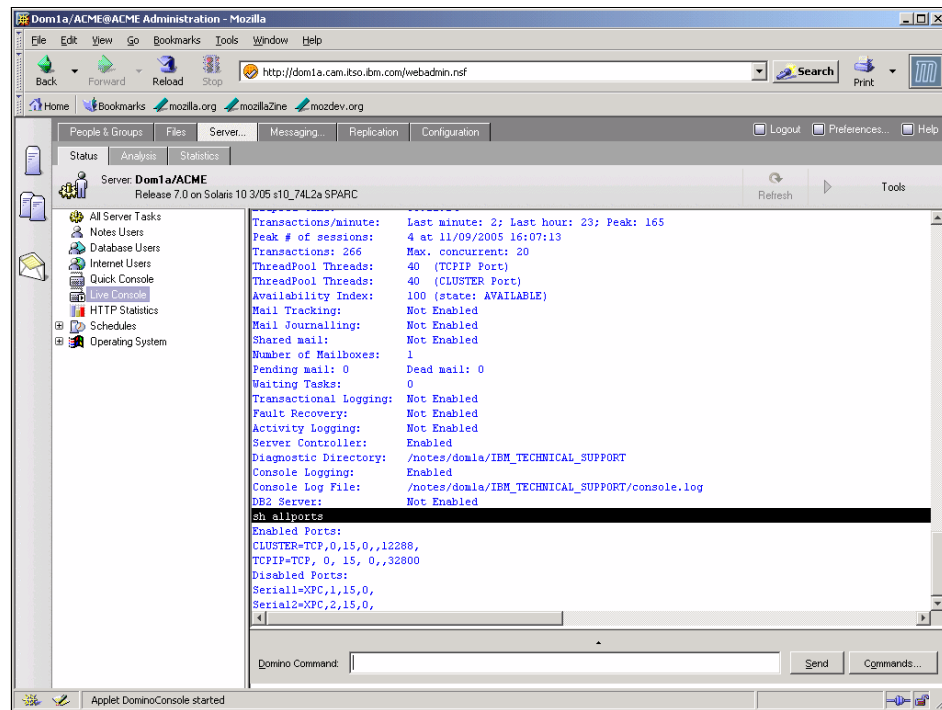 Dom1a/ACME@ACME Administration - Mozilla
File Edit View Go Bookmarks Tools Window Help
Back Forward Reload Stop http://dom1a.cam.itso.ibm.com/webadmin.nsf Search Print
Home Bookmarks mozilla.org mozillaZine mozdev.org
People & Groups Files Server... Messaging... Replication Configuration Logout Preferences... Help
Status Analysis Statistics
Server: Dom1a/ACME
Release 7.0 on Solaris 10 3/05 s10_74L2a SPARC
Refresh Tools
All Server Tasks
Notes Users
Database Users
Internet Users
Quick Console
Live Console
HTTP Statistics
Schedules
Operating System
Transactions/minute: Last minute: 2; Last hour: 23; Peak: 165
Peak # of sessions: 4 at 11/09/2005 16:07:13
Transactions: 266 Max. concurrent: 20
ThreadPool Threads: 40 (TCPIP Port)
ThreadPool Threads: 40 (CLUSTER Port)
Availability Index: 100 (state: AVAILABLE)
Mail Tracking: Not Enabled
Mail Journalling: Not Enabled
Shared mail: Not Enabled
Number of Mailboxes: 1
Pending mail: 0 Dead mail: 0
Waiting Tasks: 0
Transactional Logging: Not Enabled
Fault Recovery: Not Enabled
Activity Logging: Not Enabled
Server Controller: Enabled
Diagnostic Directory: /notes/dom1a/IBM_TECHNICAL_SUPPORT
Console Logging: Enabled
Console Log File: /notes/dom1a/IBM_TECHNICAL_SUPPORT/console.log
DB2 Server: Not Enabled
sh allports
Enabled Ports:
CLUSTER=TCP,0,15,0,,12288,
TCPIP=TCP, 0, 15, 0,,32800
Disabled Ports:
Serial1=XPC,1,15,0,
Serial2=XPC,2,15,0,
Domino Command: Send Commands...
Applet DominoConsole started